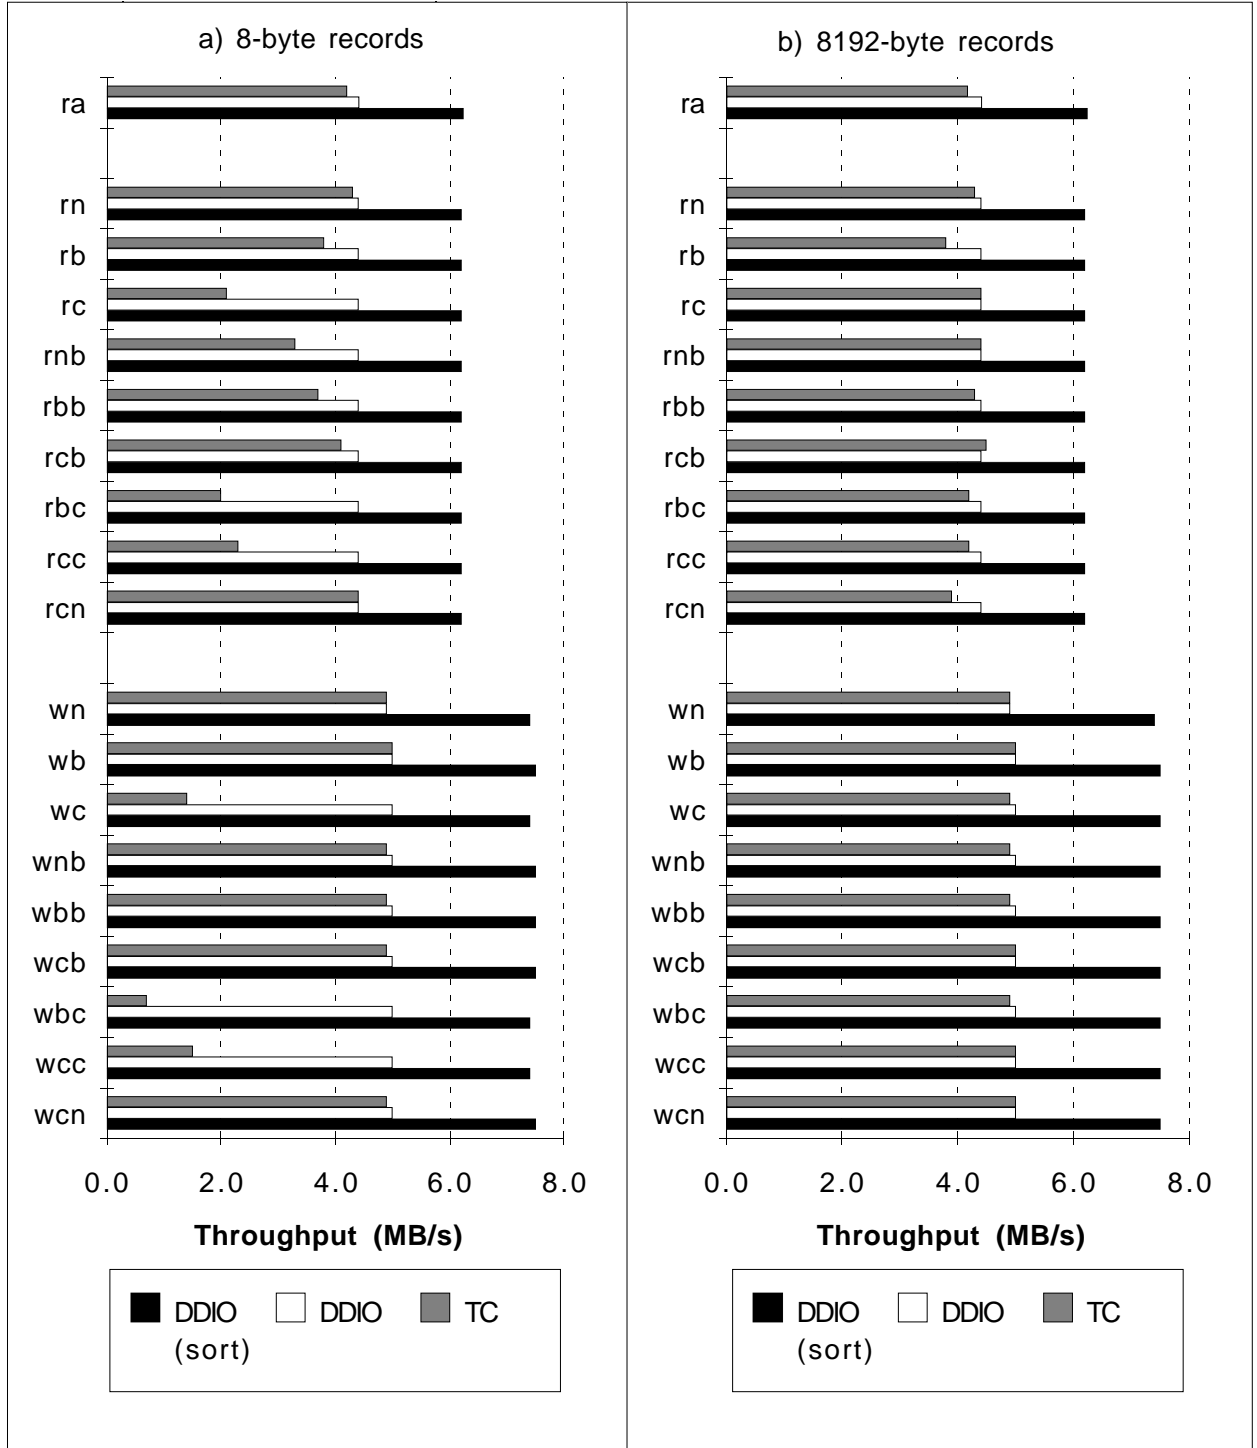 a) 8-byte records
ra
rn
rb
rc
rnb
rbb
rcb
rbc
rcc
rcn
wn
wb
wc
wnb
wbb
wcb
wbc
wcc
wcn
0.0 2.0 4.0 6.0 8.0
Throughput (MB/s)
DDIO DDIO TC
(sort)
b) 8192-byte records
ra
rn
rb
rc
rnb
rbb
rcb
rbc
rcc
rcn
wn
wb
wc
wnb
wbb
wcb
wbc
wcc
wcn
0.0 2.0 4.0 6.0 8.0
Throughput (MB/s)
DDIO DDIO TC
(sort)